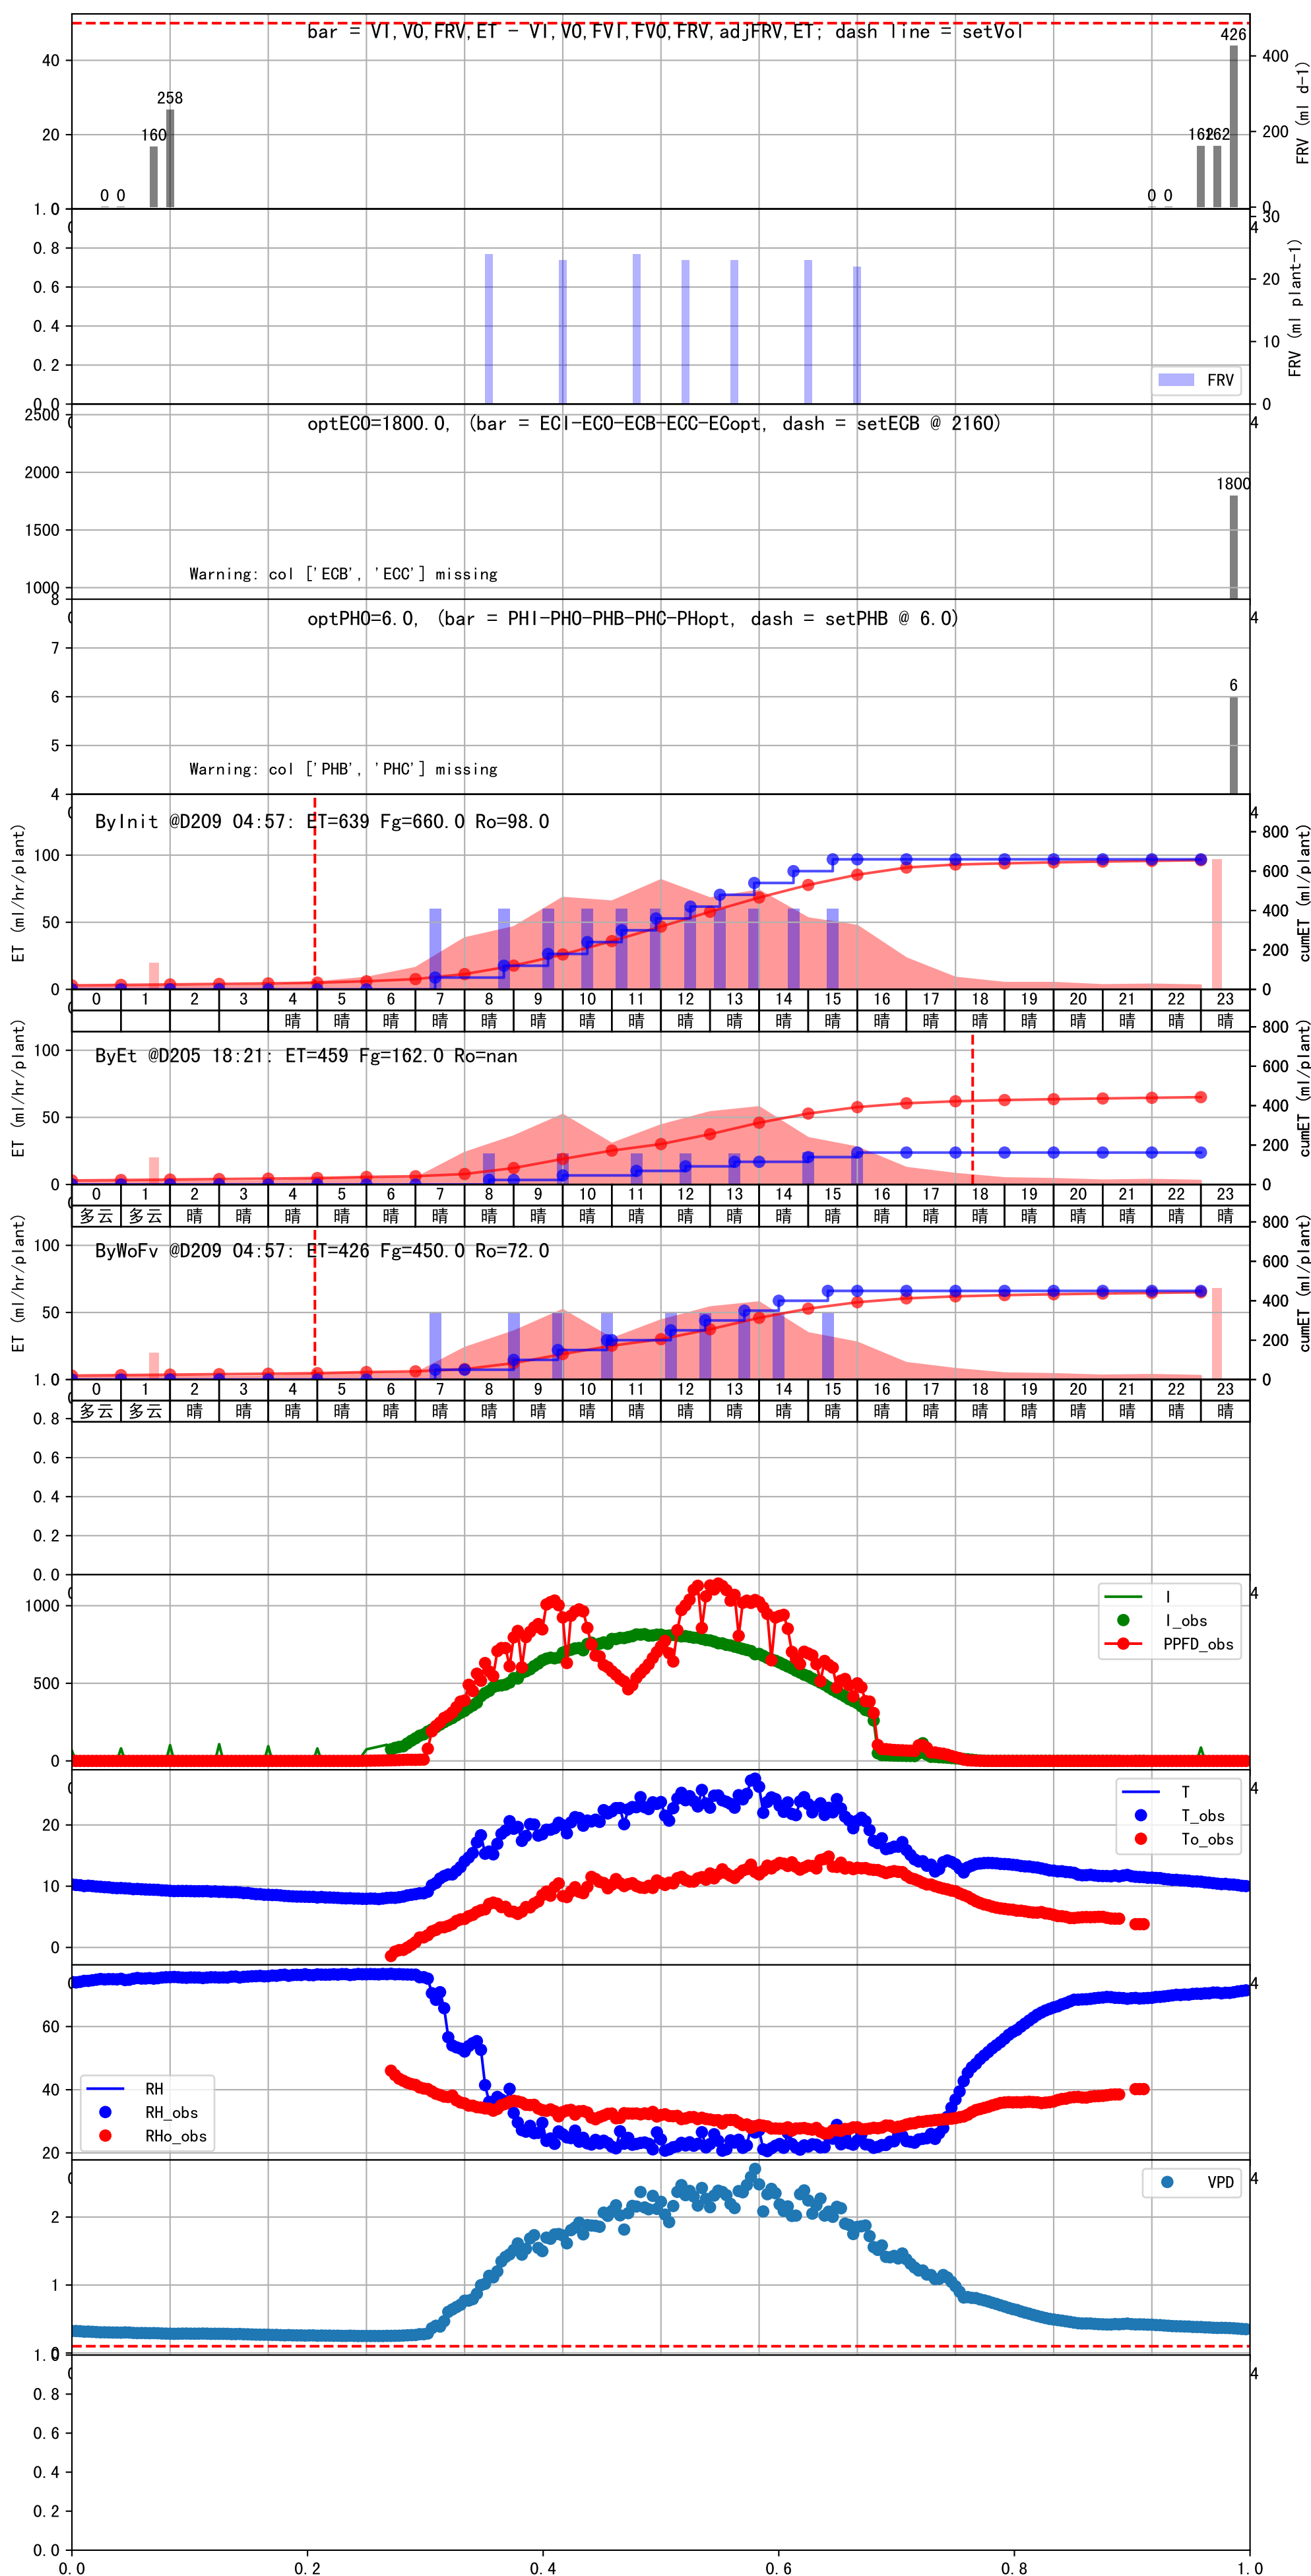 bar = VI,VO,FRV,ET - VI,VO,FVI,FVO,FRV,adjFRV,ET; dash line = setVol
426
40
400
258
160
20
162
162
200
0 0
0 0
0
FRV (ml d-1)
1.0
30
0.8
20
0.6
0.4
10
0.2
FRV
0.0
0
FRV (ml plant-1)
2500
optECO=1800.0, (bar = ECI-ECO-ECB-ECC-ECopt, dash = setECB @ 2160)
4
2000
1800
1500
Warning: col ['ECB', 'ECC'] missing
1000
8
optPHO=6.0, (bar = PHI-PHO-PHB-PHC-PHopt, dash = setPHB @ 6.0)
4
7
6
6
5
Warning: col ['PHB', 'PHC'] missing
4
ByInit @D209 04:57: ET=639 Fg=660.0 Ro=98.0
4
800
100
600
50
400
200
0
0
ET (ml/hr/plant)
cumET (ml/plant)
0 1 2 3 4 5 6 7 8 9 10 11 12 13 14 15 16 17 18 19 20 21 22 23
晴 晴 晴 晴 晴 晴 晴 晴 晴 晴 晴 晴 晴 晴 晴 晴 晴 晴 晴 晴
ByEt @D205 18:21: ET=459 Fg=162.0 Ro=nan
800
100
600
50
400
200
0
0
ET (ml/hr/plant)
cumET (ml/plant)
0 1 2 3 4 5 6 7 8 9 10 11 12 13 14 15 16 17 18 19 20 21 22 23
多云 多云 晴 晴 晴 晴 晴 晴 晴 晴 晴 晴 晴 晴 晴 晴 晴 晴 晴 晴 晴 晴 晴 晴
ByWoFv @D209 04:57: ET=426 Fg=450.0 Ro=72.0
800
100
600
50
400
200
0
ET (ml/hr/plant)
cumET (ml/plant)
1.0
0 1 2 3 4 5 6 7 8 9 10 11 12 13 14 15 16 17 18 19 20 21 22 23
多云 多云 晴 晴 晴 晴 晴 晴 晴 晴 晴 晴 晴 晴 晴 晴 晴 晴 晴 晴 晴 晴 晴 晴
0.8
0.6
0.4
0.2
0.0
4
1000
I
I_obs
PPFD_obs
500
0
4
T
T_obs
To_obs
20
10
0
4
60
40
RH
RH_obs
RHo_obs
20
4
VPD
2
1
0
1.0
4
0.8
0.6
0.4
0.2
0.0
0.0 0.2 0.4 0.6 0.8 1.0